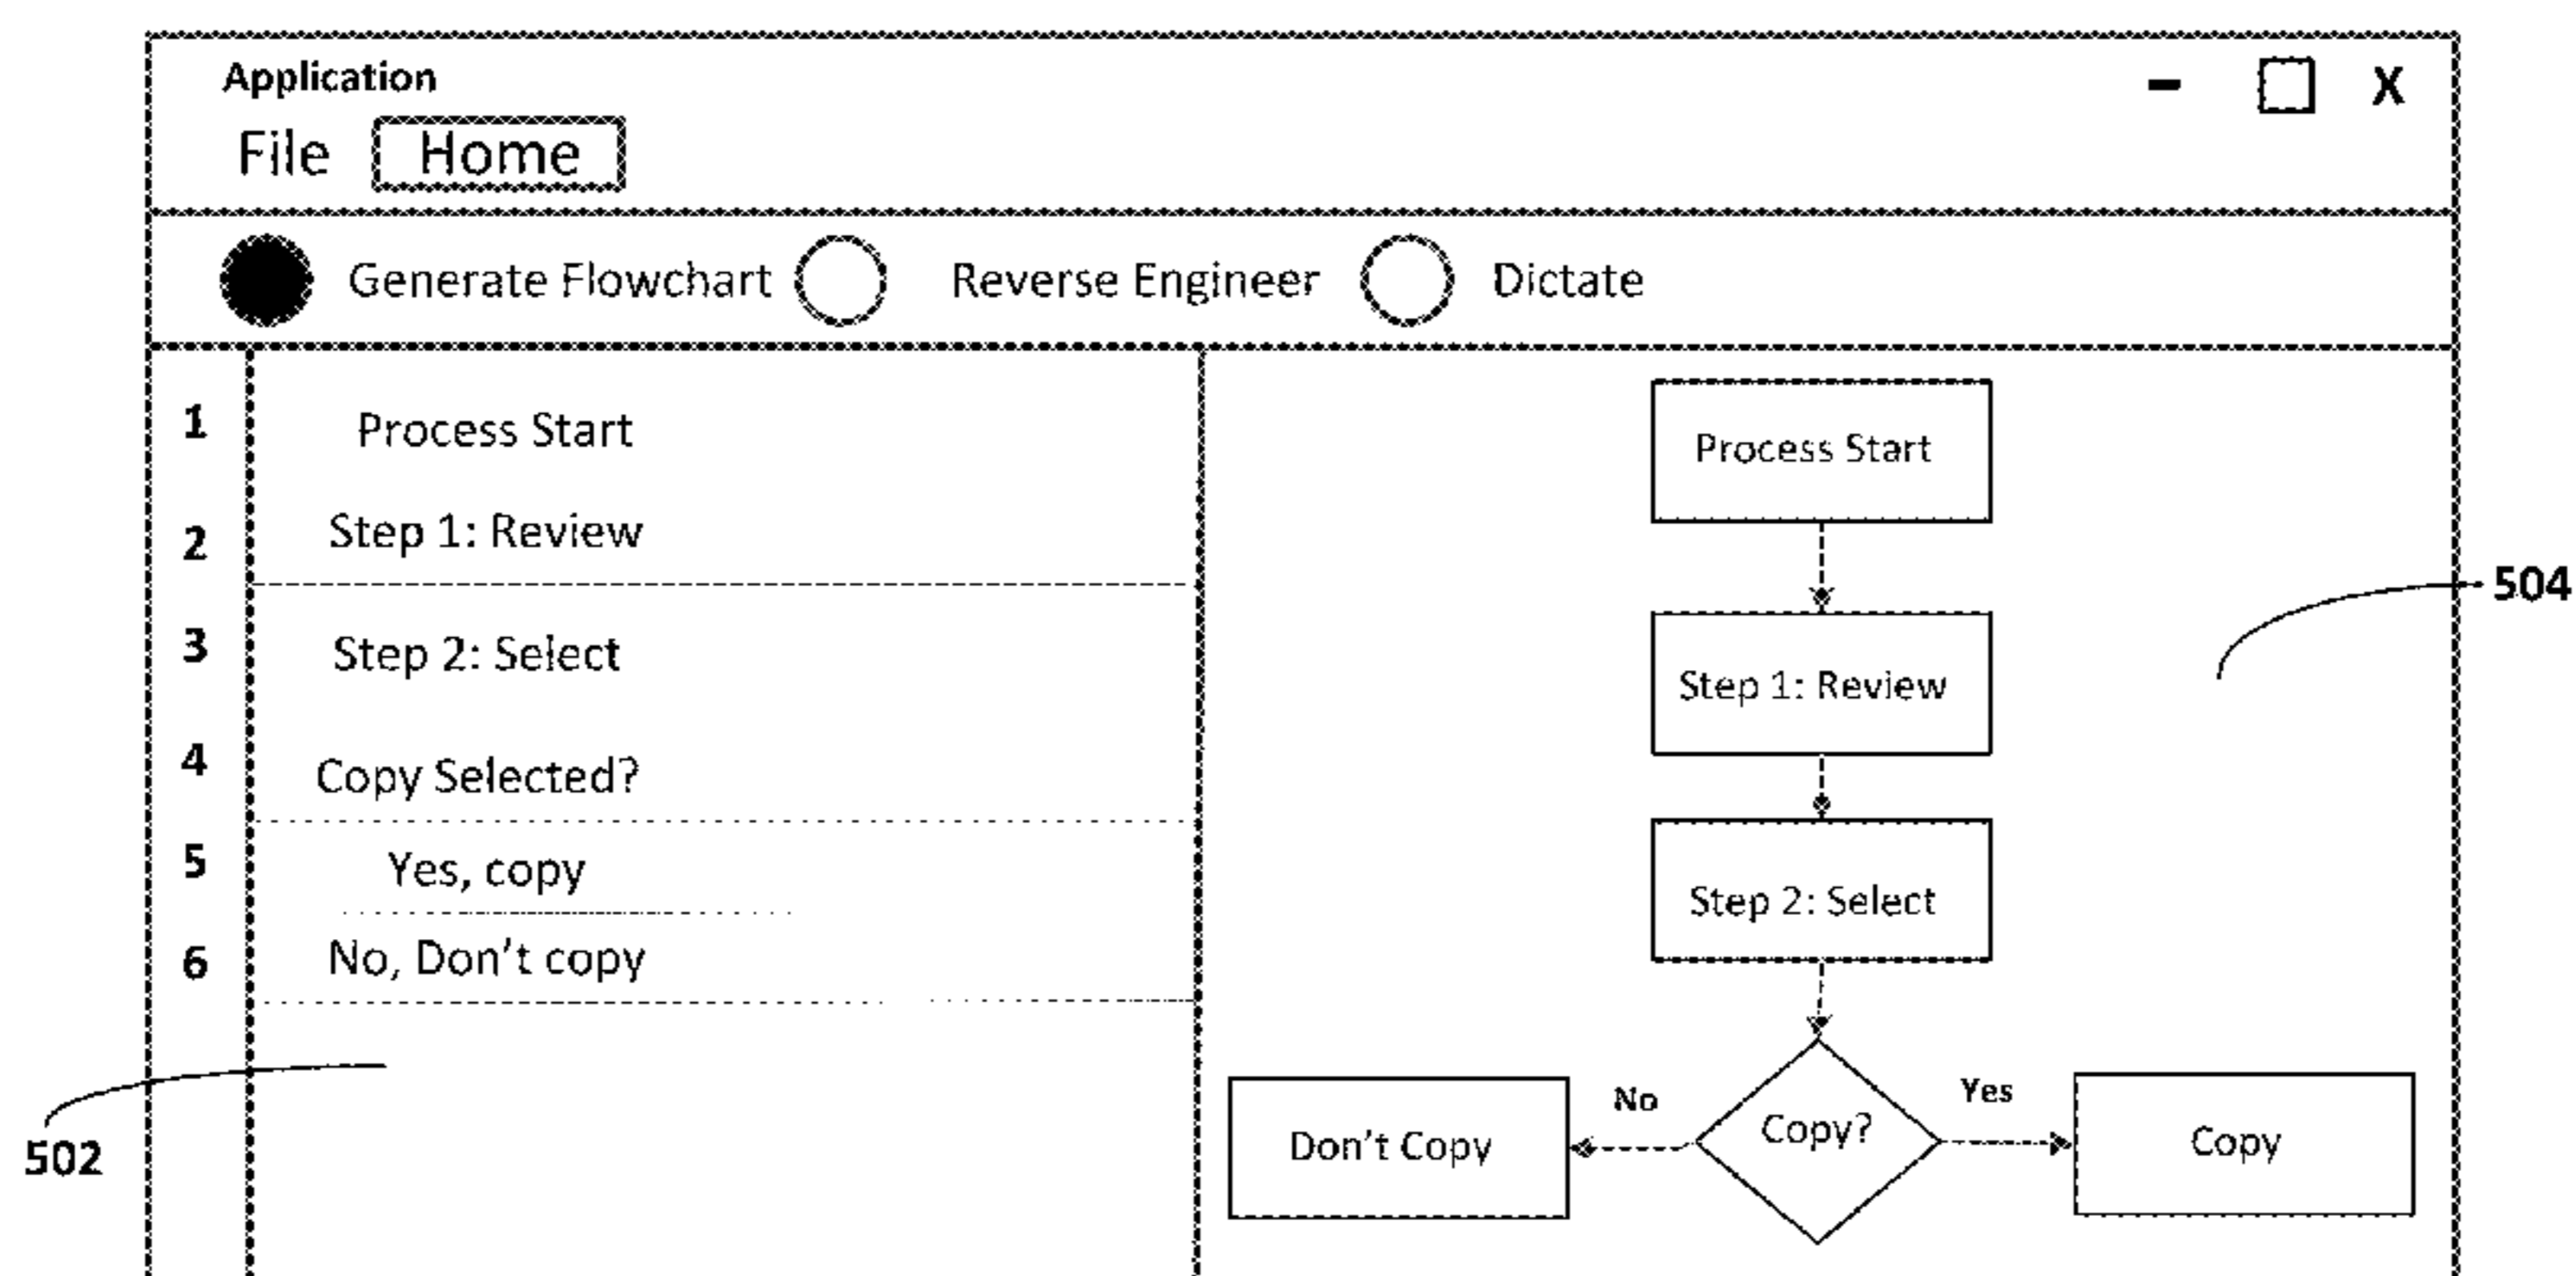 Application
- X
File Home
Generate Flowchart Reverse Engineer Dictate
1 Process Start
2 Step 1: Review
3 Step 2: Select
4 Copy Selected?
5 Yes, copy
6 No, Don't copy
502
Process Start
Step 1: Review
504
Step 2: Select
No Yes
Don't Copy Copy? Copy